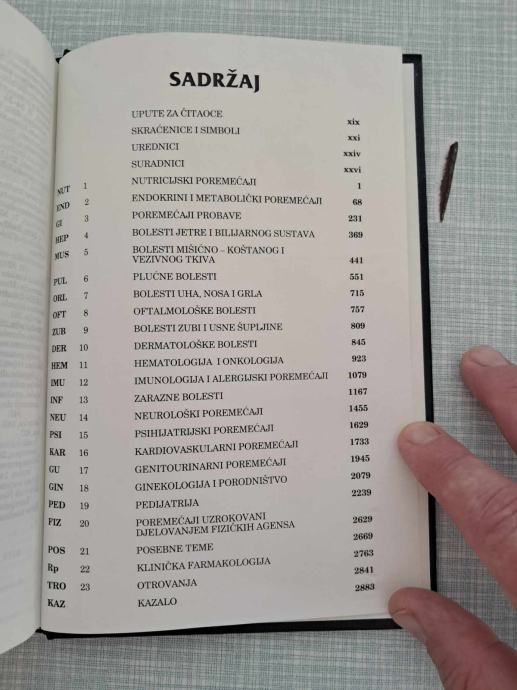 SADRŽAJ
UPUTE ZA ČITAOCE xix
SKRAĆENICE I SIMBOLI xxi
UREDNICI xxiv
SURADNICI xxvi
NUT 1 NUTRICIJSKI POREMEĆAJI 1
END 2 ENDOKRINI I METABOLIČKI POREMEĆAJI 68
GI 3 POREMEĆAJI PROBAVE 231
HEP 4 BOLESTI JETRE I BILIJARNOG SUSTAVA 369
MUS 5 BOLESTI MIŠIĆNO – KOŠTANOG I
VEZIVNOG TKIVA 441
PUL 6 PLUĆNE BOLESTI 551
ORL 7 BOLESTI UHA, NOSA I GRLA 715
OFT 8 OFTALMOLOŠKE BOLESTI 757
ZUB 9 BOLESTI ZUBI I USNE ŠUPLJINE 809
DER 10 DERMATOLOŠKE BOLESTI 845
HEM 11 HEMATOLOGIJA I ONKOLOGIJA 923
IMU 12 IMUNOLOGIJA I ALERGIJSKI POREMEĆAJI 1079
INF 13 ZARAZNE BOLESTI 1167
NEU 14 NEUROLOŠKI POREMEĆAJI 1455
PSI 15 PSIHIJATRIJSKI POREMEĆAJI 1629
KAR 16 KARDIOVASKULARNI POREMEĆAJI 1733
GU 17 GENITOURINARNI POREMEĆAJI 1945
GIN 18 GINEKOLOGIJA I PORODNIŠTVO 2079
PED 19 PEDIJATRIJA 2239
FIZ 20 POREMEĆAJI UZROKOVANI
DJELOVANJEM FIZIČKIH AGENSA 2629
POS 21 POSEBNE TEME 2669
Rp 22 KLINIČKA FARMAKOLOGIJA 2763
TRO 23 OTROVANJA 2841
KAZ KAZALO 2883